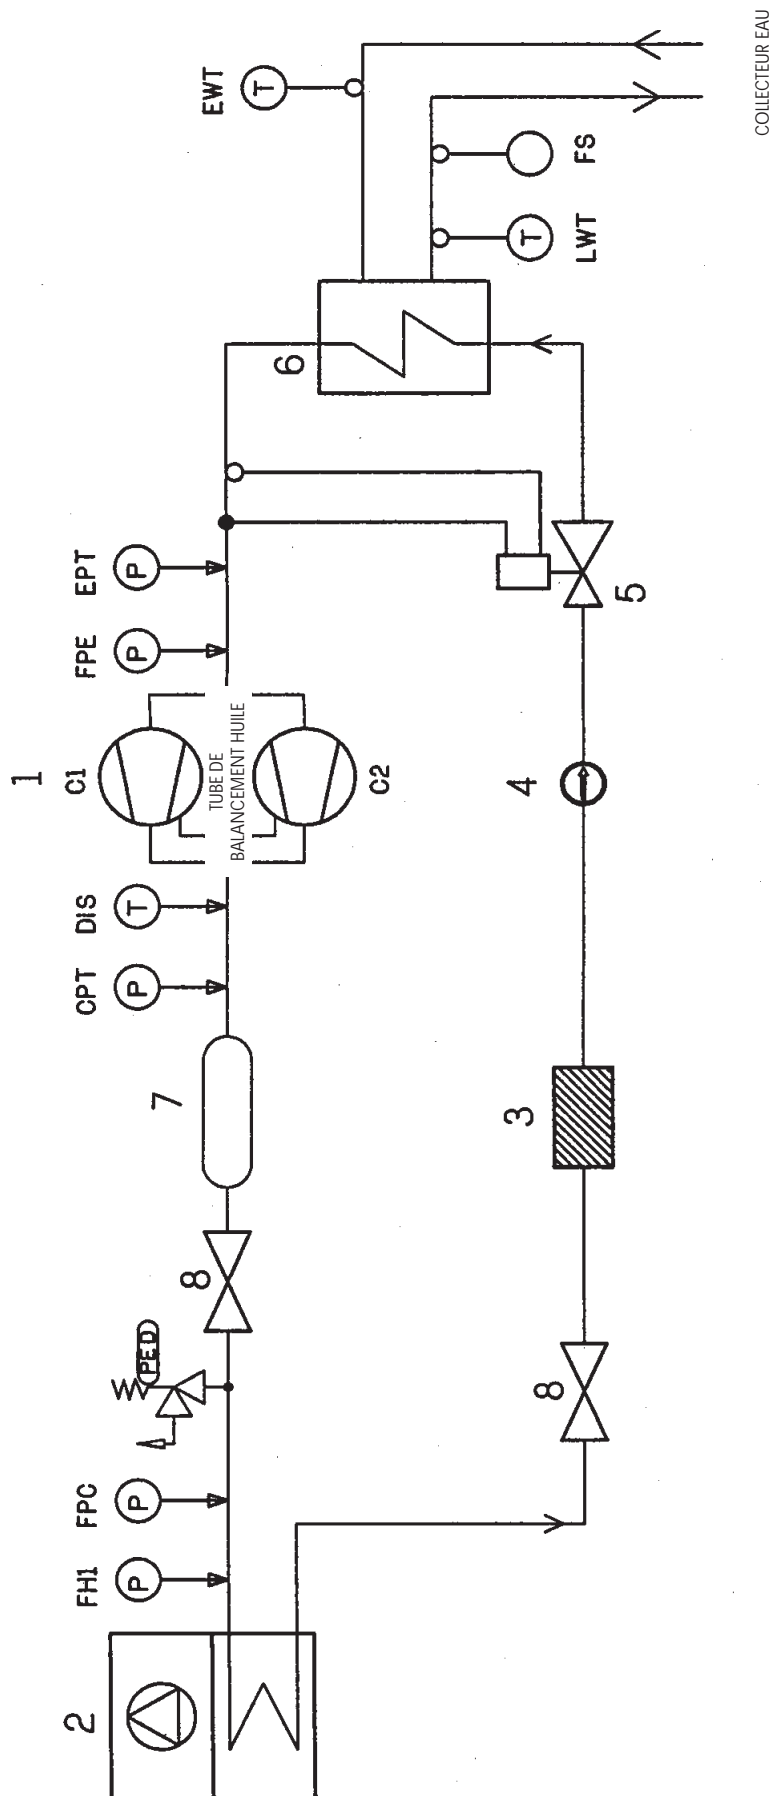 COLLECTEUR EAU
EWT
T
FS
LWT
T
6
EPT
P
FPE
P
5
1
C1
TUBE DE
BALANCEMENT HUILE
C2
4
DIS
T
CPT
P
7
3
8
PED
8
FPC
P
FH1
P
2